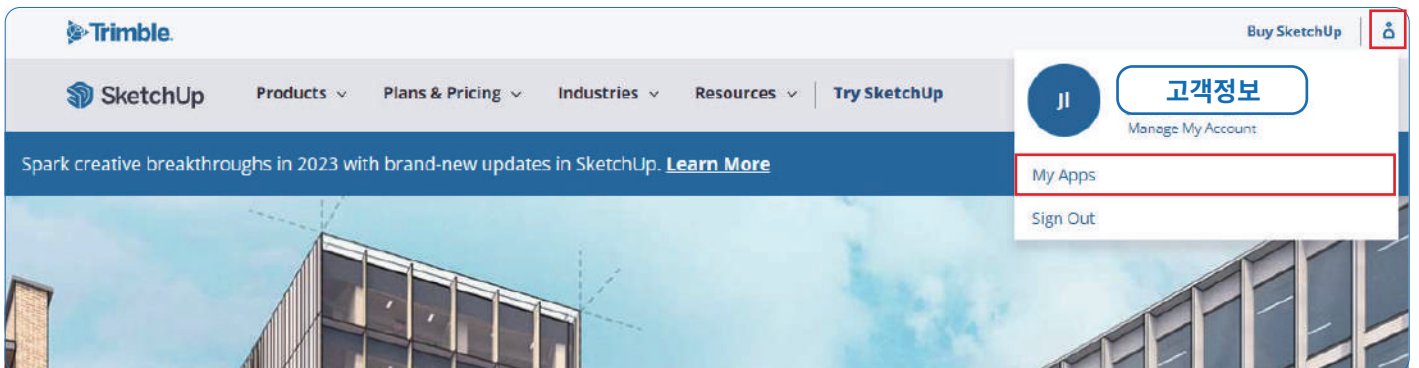 Trimble.
Buy SketchUp
SketchUp
Products
Plans & Pricing
Industries
Resources
Try SketchUp
JI
고객정보
Manage My Account
Spark creative breakthroughs in 2023 with brand-new updates in SketchUp. Learn More
My Apps
Sign Out